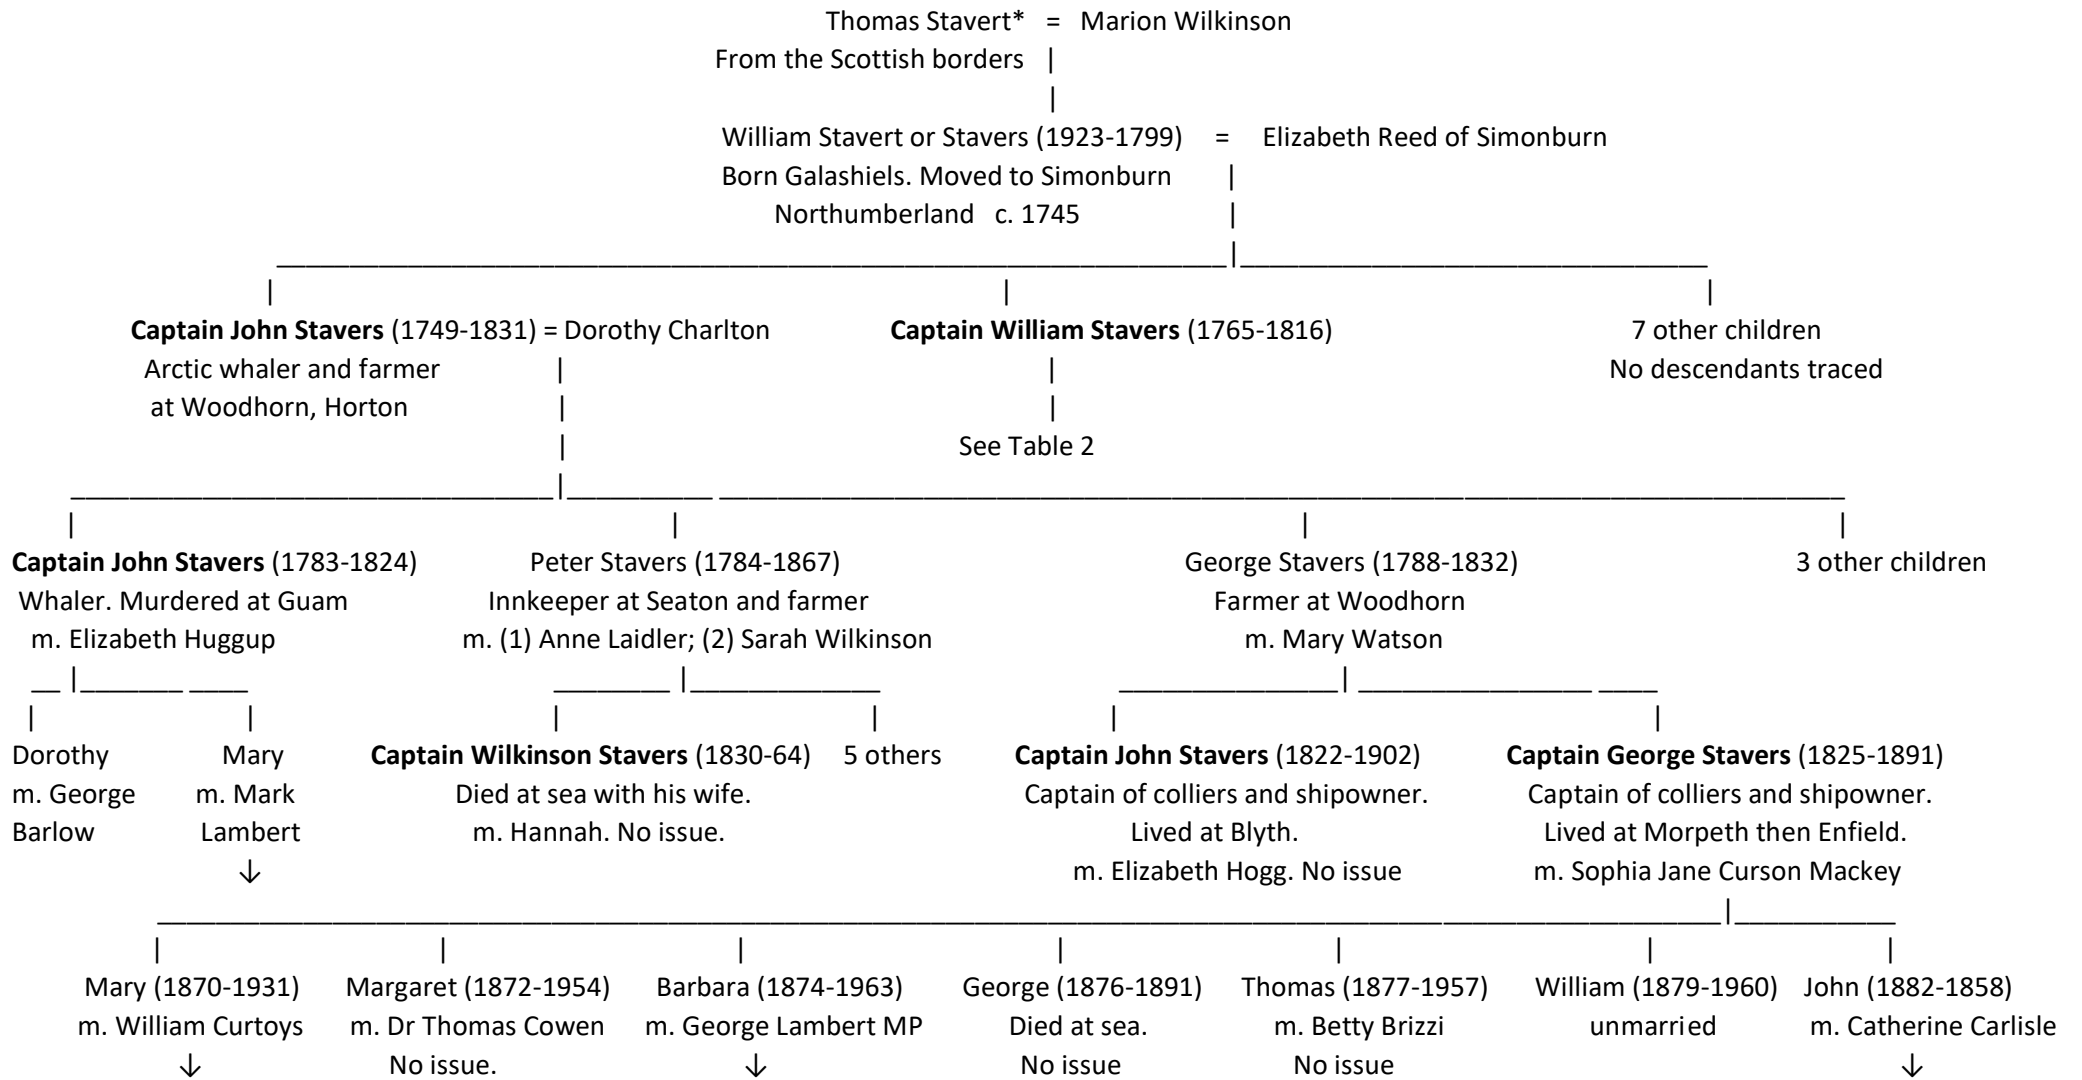 Thomas Stavert* = Marion Wilkinson
From the Scottish borders
William Stavert or Stavers (1923-1799) = Elizabeth Reed of Simonburn
Born Galashiels. Moved to Simonburn
Northumberland c. 1745
Captain John Stavers (1749-1831) = Dorothy Charlton
Arctic whaler and farmer
at Woodhorn, Horton
Captain William Stavers (1765-1816)
See Table 2
7 other children
No descendants traced
Captain John Stavers (1783-1824)
Whaler. Murdered at Guam
m. Elizabeth Huggup
Peter Stavers (1784-1867)
Innkeeper at Seaton and farmer
m. (1) Anne Laidler; (2) Sarah Wilkinson
George Stavers (1788-1832)
Farmer at Woodhorn
m. Mary Watson
3 other children
Dorothy
m. George
Barlow
Mary
m. Mark
Lambert
↓
Captain Wilkinson Stavers (1830-64)
Died at sea with his wife.
m. Hannah. No issue.
5 others
Captain John Stavers (1822-1902)
Captain of colliers and shipowner.
Lived at Blyth.
m. Elizabeth Hogg. No issue
Captain George Stavers (1825-1891)
Captain of colliers and shipowner.
Lived at Morpeth then Enfield.
m. Sophia Jane Curson Mackey
Mary (1870-1931)
m. William Curtoys
↓
Margaret (1872-1954)
m. Dr Thomas Cowen
No issue.
Barbara (1874-1963)
m. George Lambert MP
↓
George (1876-1891)
Died at sea.
No issue
Thomas (1877-1957)
m. Betty Brizzi
No issue
William (1879-1960)
unmarried
John (1882-1858)
m. Catherine Carlisle
↓